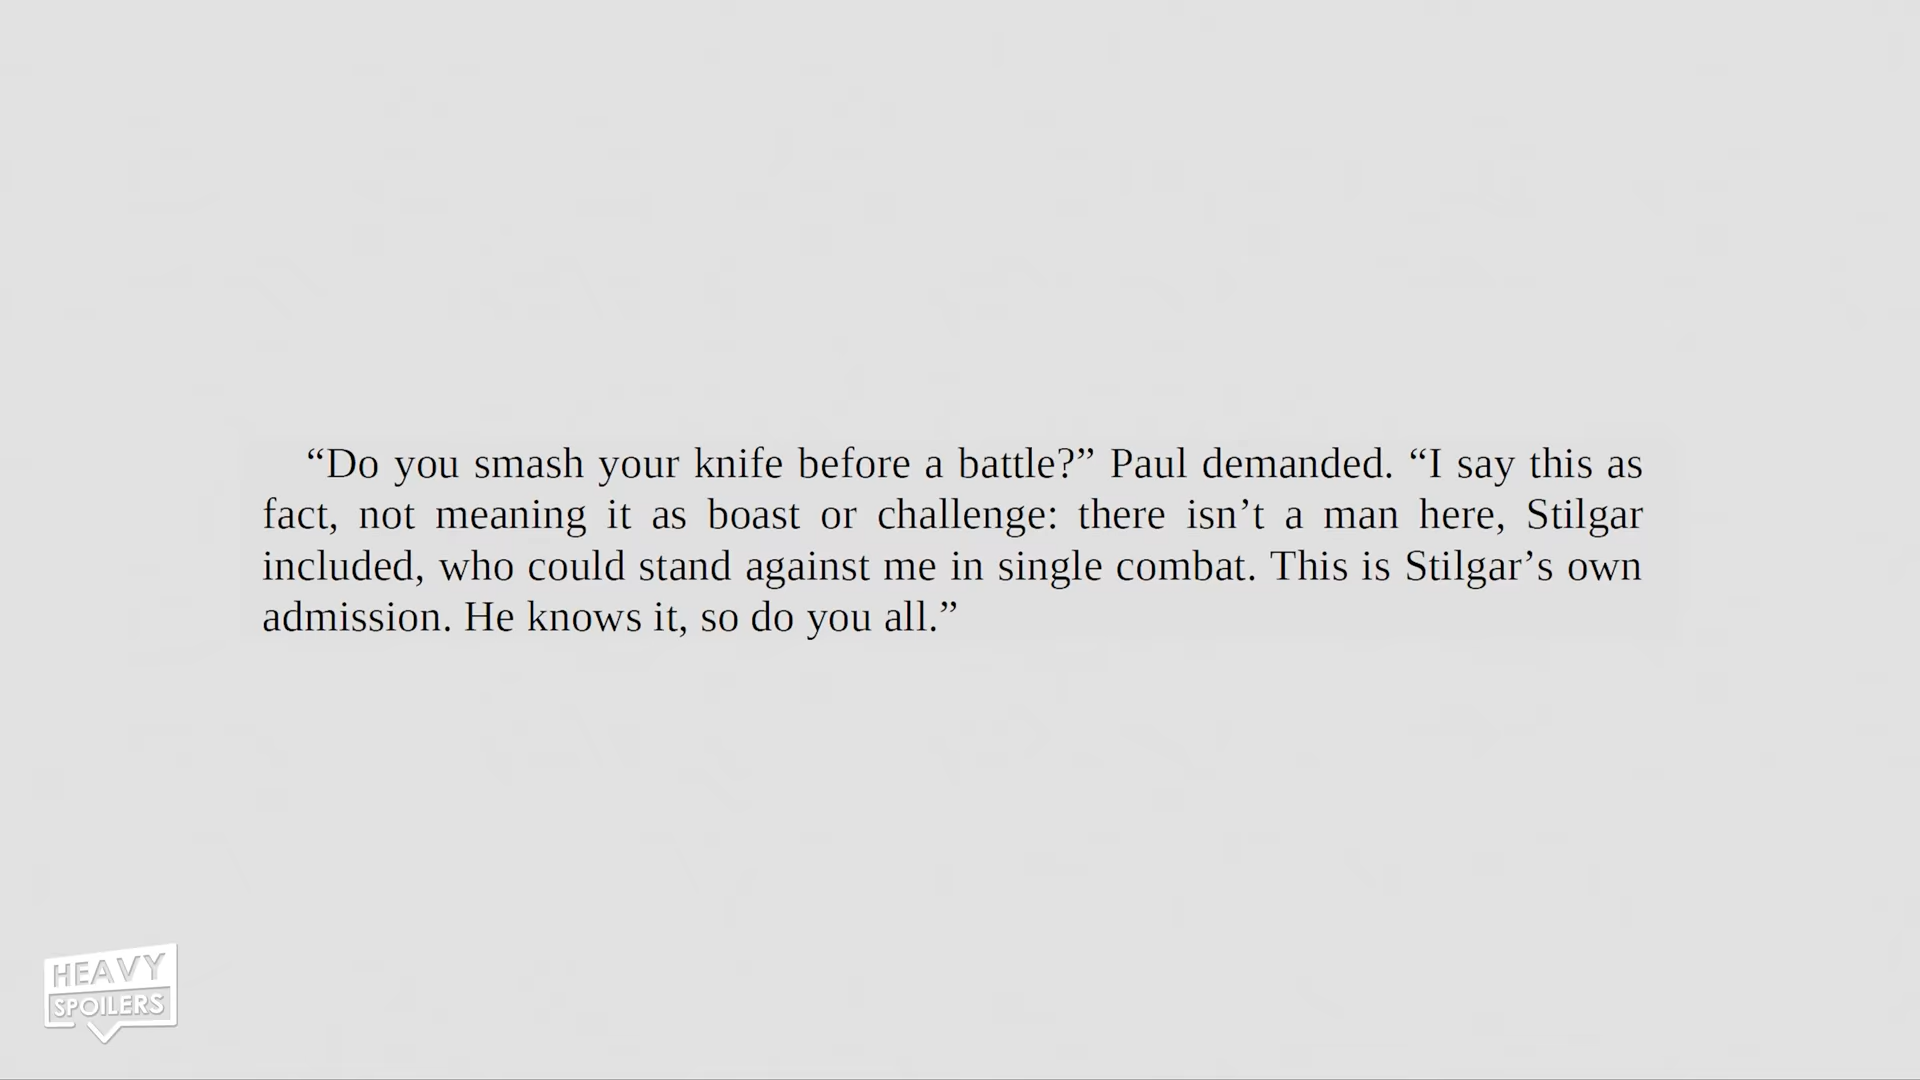 “Do you smash your knife before a battle?” Paul demanded. “I say this as
fact, not meaning it as boast or challenge: there isn’t a man here, Stilgar
included, who could stand against me in single combat. This is Stilgar’s own
admission. He knows it, so do you all.”
HEAVY
SPOILERS